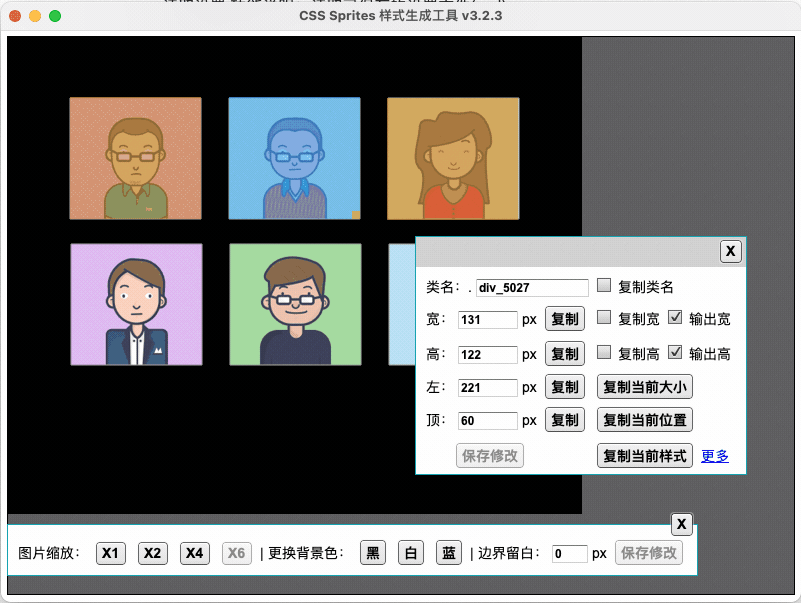 CSS Sprites 样式生成工具 v3.2.3
X
类名: . div_5027 复制类名
宽: 131 px 复制 复制宽 输出宽
高: 122 px 复制 复制高 输出高
左: 221 px 复制 复制当前大小
顶: 60 px 复制 复制当前位置
保存修改 复制当前样式 更多
X
图片缩放: X1 X2 X4 X6 | 更换背景色: 黑 白 蓝 | 边界留白: 0 px 保存修改